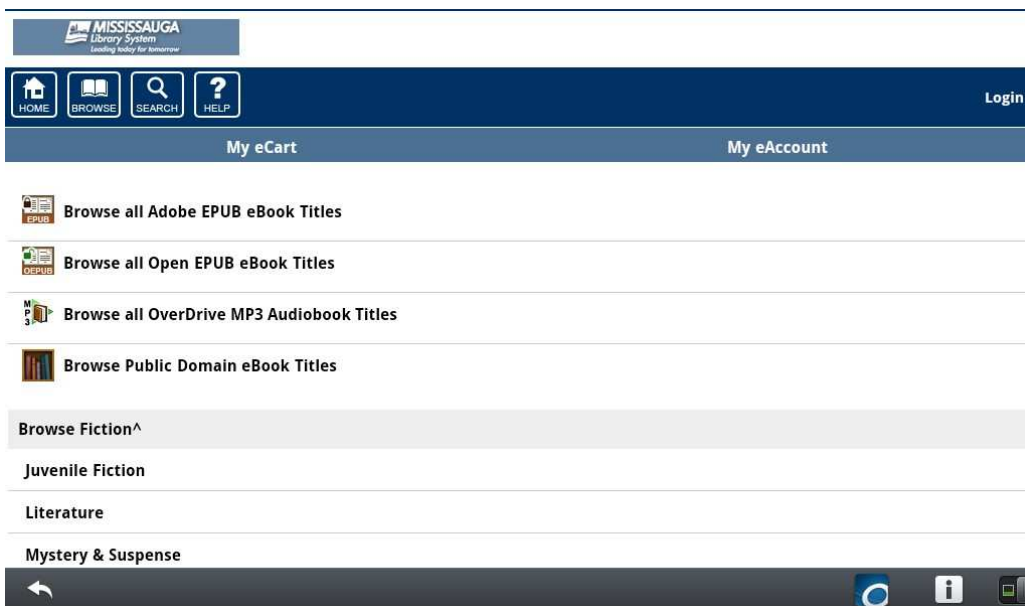 MISSISSAUGA
Library System
Leading today for tomorrow
HOME BROWSE SEARCH HELP
Login
My eCart My eAccount
EPUB Browse all Adobe EPUB eBook Titles
OEPUB Browse all Open EPUB eBook Titles
MP3 Browse all OverDrive MP3 Audiobook Titles
Browse Public Domain eBook Titles
Browse Fiction^
Juvenile Fiction
Literature
Mystery & Suspense